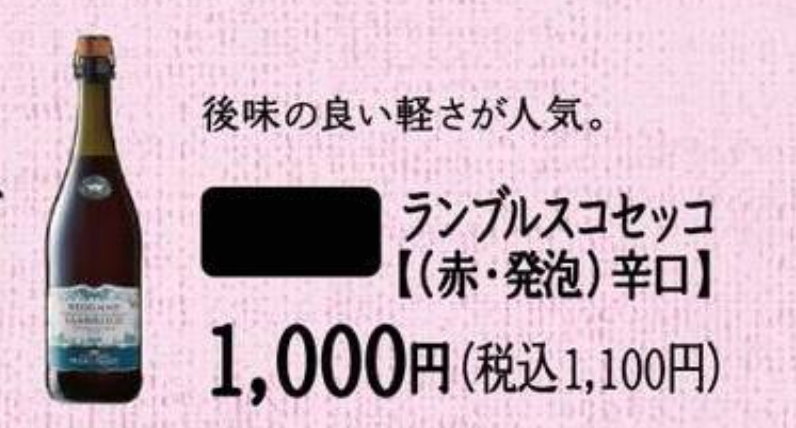 後味の良い軽さが人気。
ランブルスコセッコ
【(赤・発泡)辛口】
1,000円(税込1,100円)